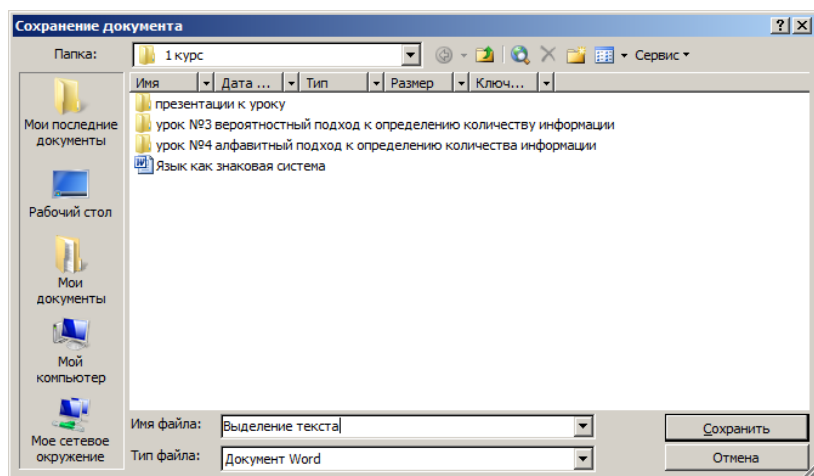 Сохранение документа
Папка:
1 курс
Сервис
Имя Дата ... Тип Размер Ключ...
презентации к уроку
урок №3 вероятностный подход к определению количеству информации
урок №4 алфавитный подход к определению количества информации
Язык как знаковая система
Мои последние
документы
Рабочий стол
Мои
документы
Мой
компьютер
Мое сетевое
окружение
Имя файла:
Выделение текста
Сохранить
Тип файла:
Документ Word
Отмена